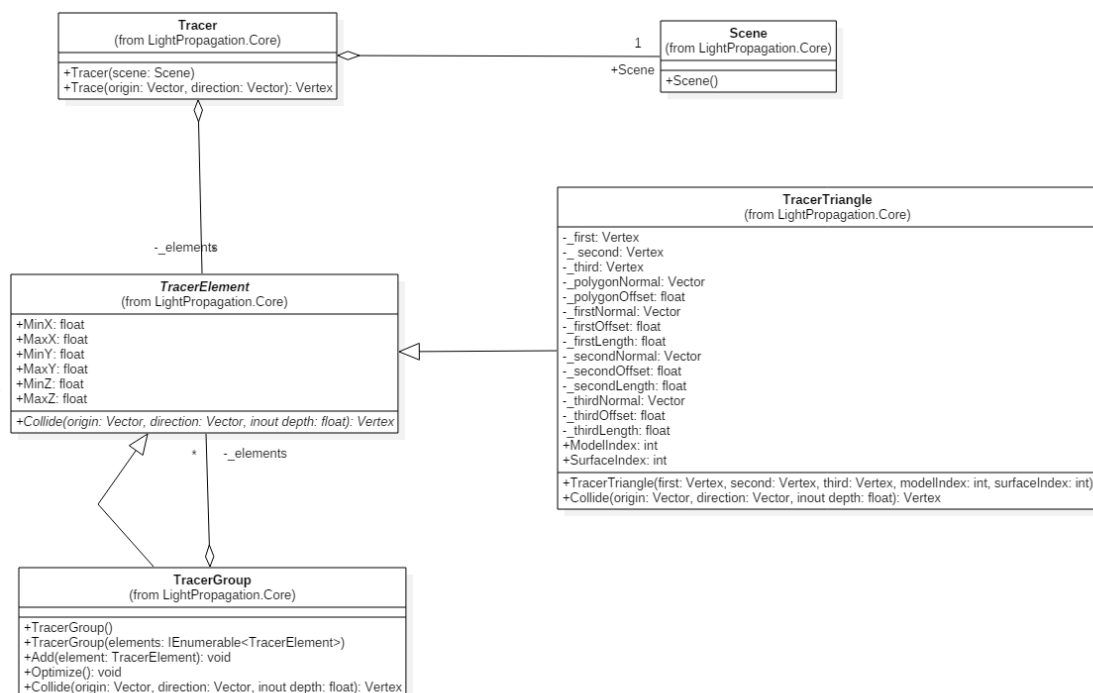 Tracer
(from LightPropagation.Core)
+Tracer(scene: Scene)
+Trace(origin: Vector, direction: Vector): Vertex
1
+Scene
Scene
(from LightPropagation.Core)
+Scene()
-_elements
*
TracerElement
(from LightPropagation.Core)
+MinX: float
+MaxX: float
+MinY: float
+MaxY: float
+MinZ: float
+MaxZ: float
+Collide(origin: Vector, direction: Vector, inout depth: float): Vertex
TracerTriangle
(from LightPropagation.Core)
-_first: Vertex
-_ second: Vertex
-_third: Vertex
-_polygonNormal: Vector
-_polygonOffset: float
-_firstNormal: Vector
-_firstOffset: float
-_firstLength: float
-_secondNormal: Vector
-_secondOffset: float
-_secondLength: float
-_thirdNormal: Vector
-_thirdOffset: float
-_thirdLength: float
+ModelIndex: int
+SurfaceIndex: int
+TracerTriangle(first: Vertex, second: Vertex, third: Vertex, modelIndex: int, surfaceIndex: int)
+Collide(origin: Vector, direction: Vector, inout depth: float): Vertex
*
-_elements
TracerGroup
(from LightPropagation.Core)
+TracerGroup()
+TracerGroup(elements: IEnumerable<TracerElement>)
+Add(element: TracerElement): void
+Optimize(): void
+Collide(origin: Vector, direction: Vector, inout depth: float): Vertex